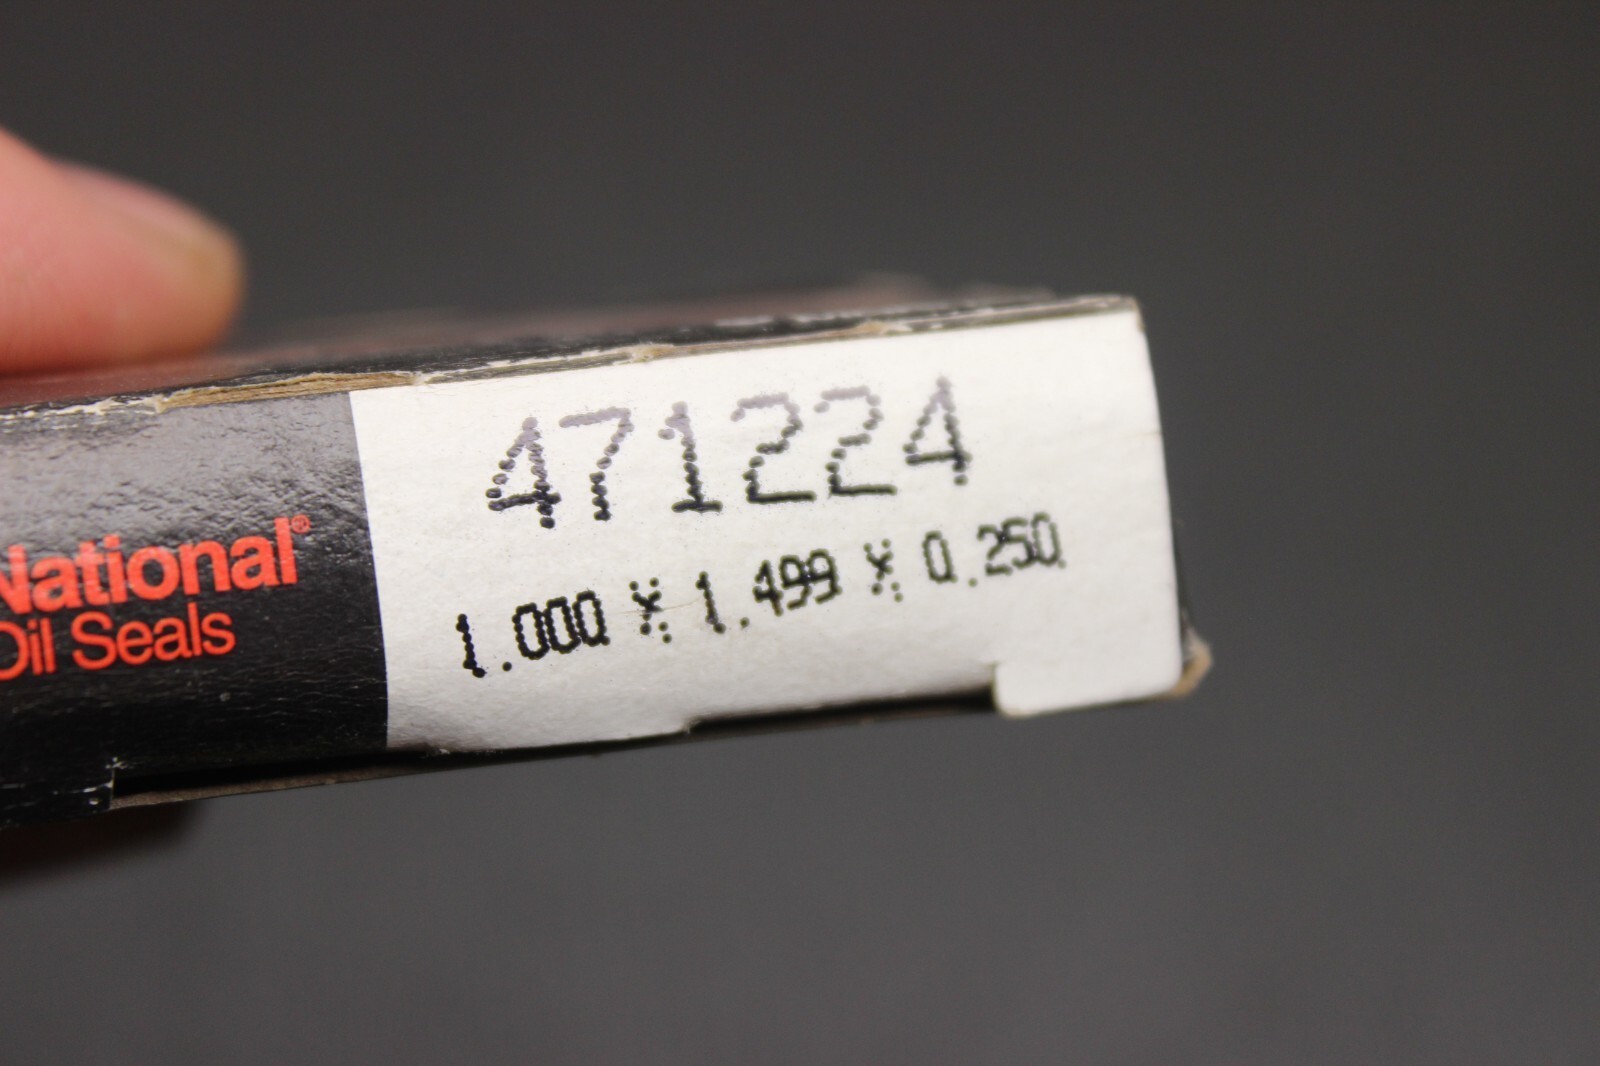 National®
Oil Seals
471224
1.000 x 1.499 x 0.250